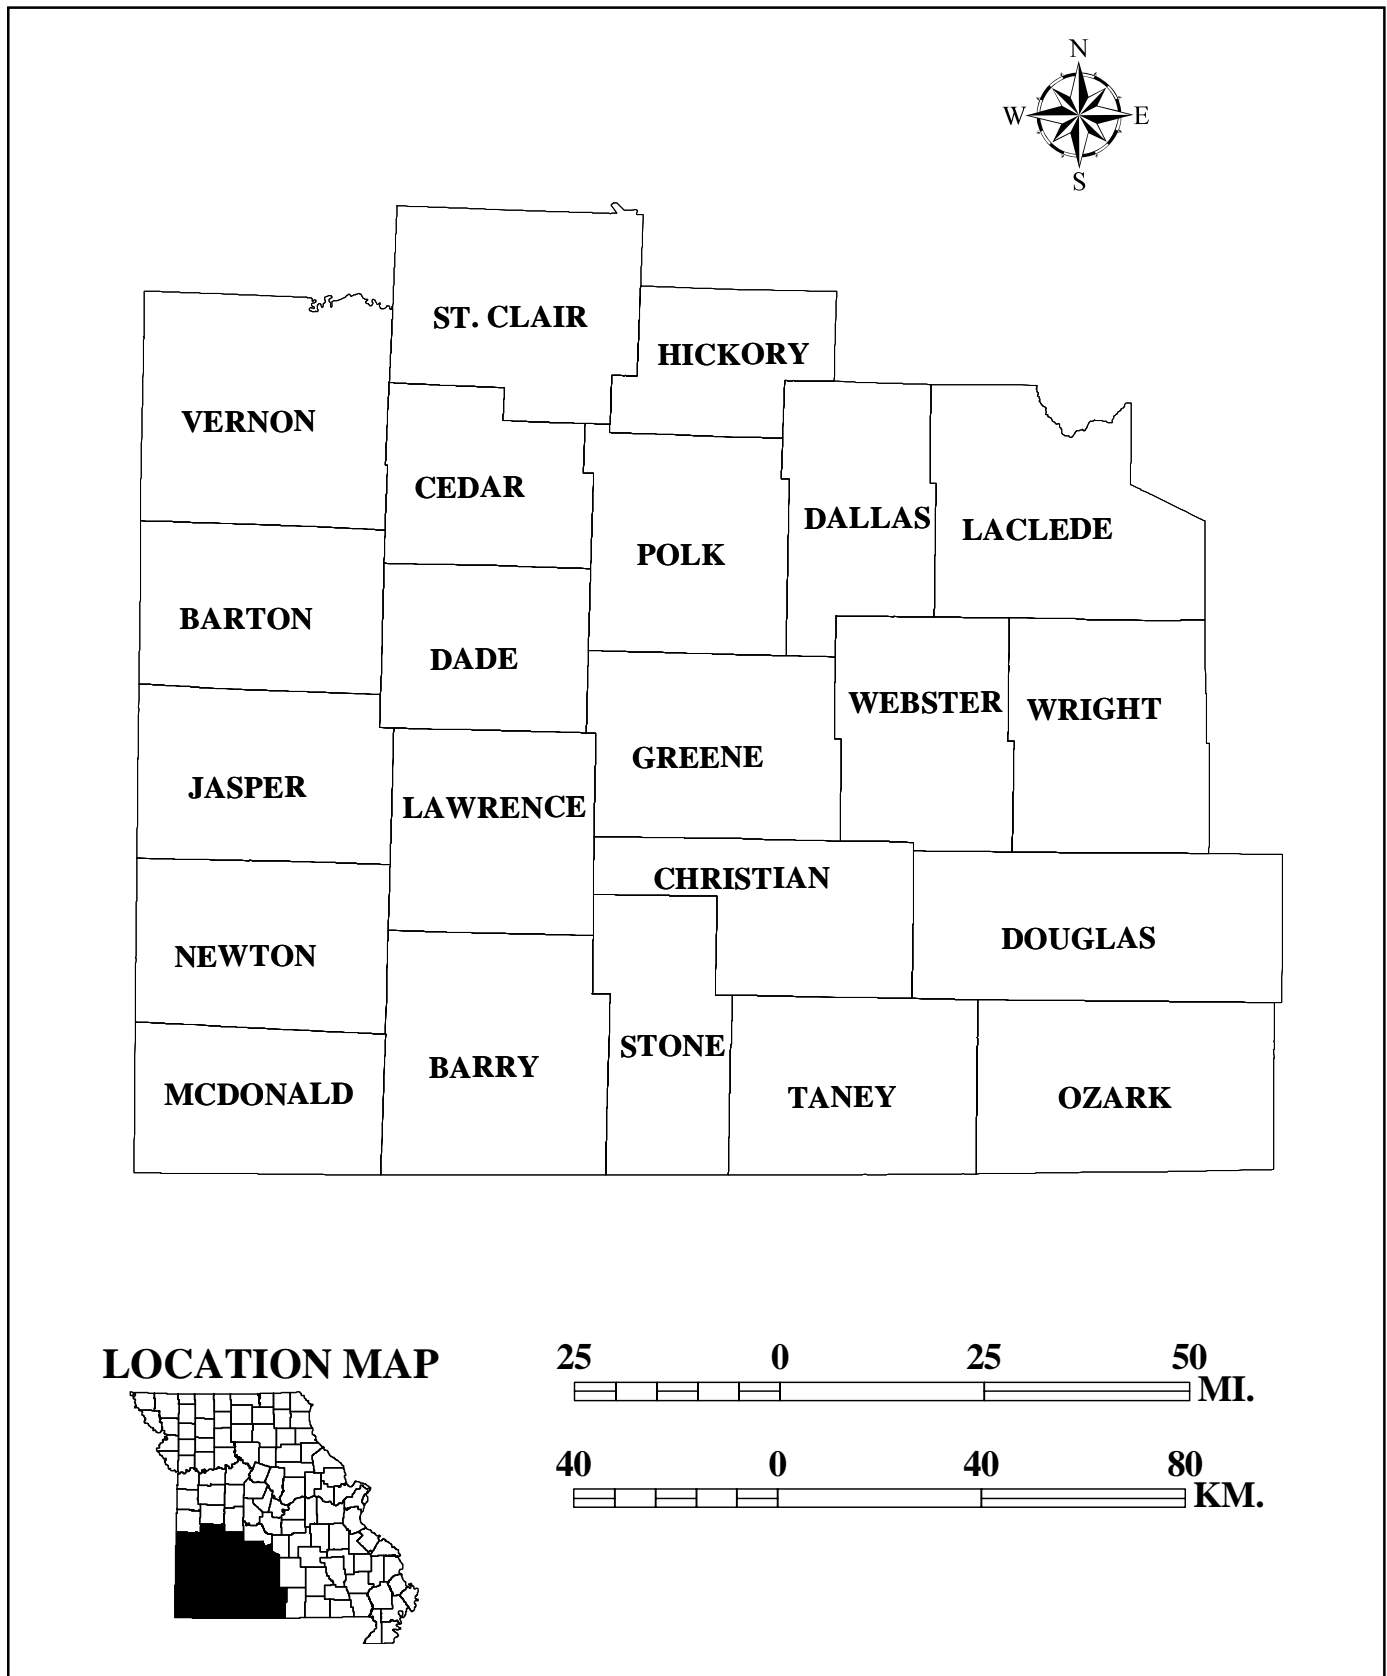 N
W E
S
ST. CLAIR
HICKORY
VERNON
CEDAR
DALLAS
LACLEDE
POLK
BARTON
DADE
WEBSTER
WRIGHT
GREENE
JASPER
LAWRENCE
CHRISTIAN
DOUGLAS
NEWTON
STONE
BARRY
MCDONALD
TANEY
OZARK
LOCATION MAP
25 0 25 50
MI.
40 0 40 80
KM.